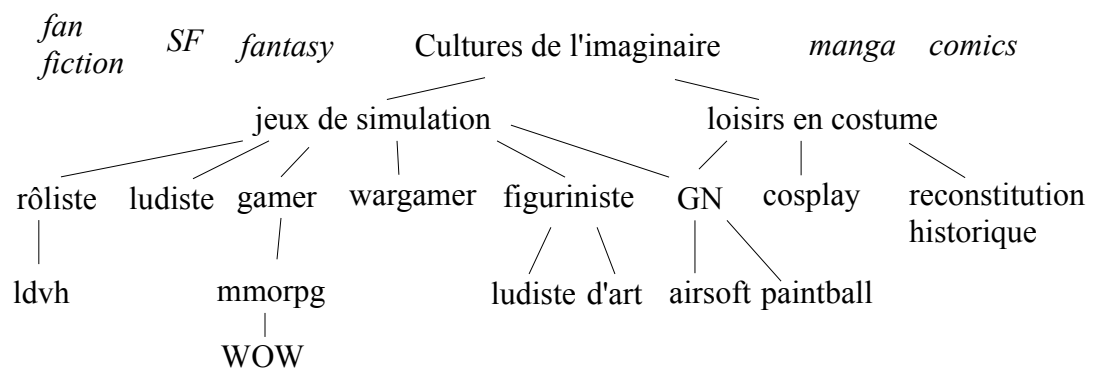 fan
fiction
SF
fantasy
Cultures de l'imaginaire
manga
comics
jeux de simulation
loisirs en costume
rôliste
ludiste
gamer
wargamer
figuriniste
GN
cosplay
reconstitution
historique
ldvh
mmorpg
ludiste
d'art
airsoft
paintball
WOW